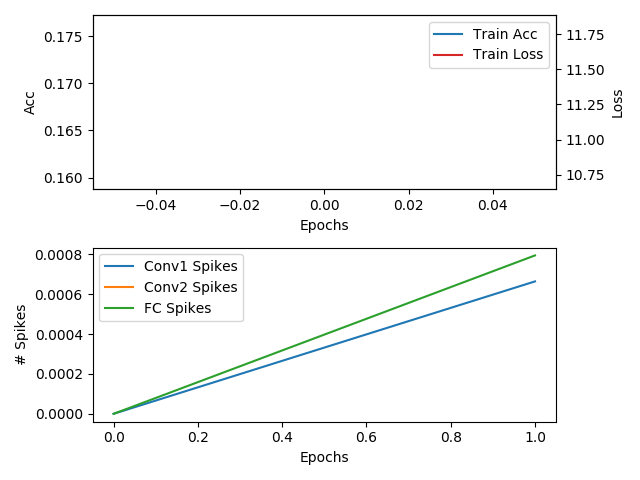 0.175
0.170
0.165
0.160
Acc
Train Acc
Train Loss
11.75
11.50
11.25
11.00
10.75
Loss
−0.04 −0.02 0.00 0.02 0.04
Epochs
0.0008
0.0006
0.0004
0.0002
0.0000
# Spikes
Conv1 Spikes
Conv2 Spikes
FC Spikes
0.0 0.2 0.4 0.6 0.8 1.0
Epochs